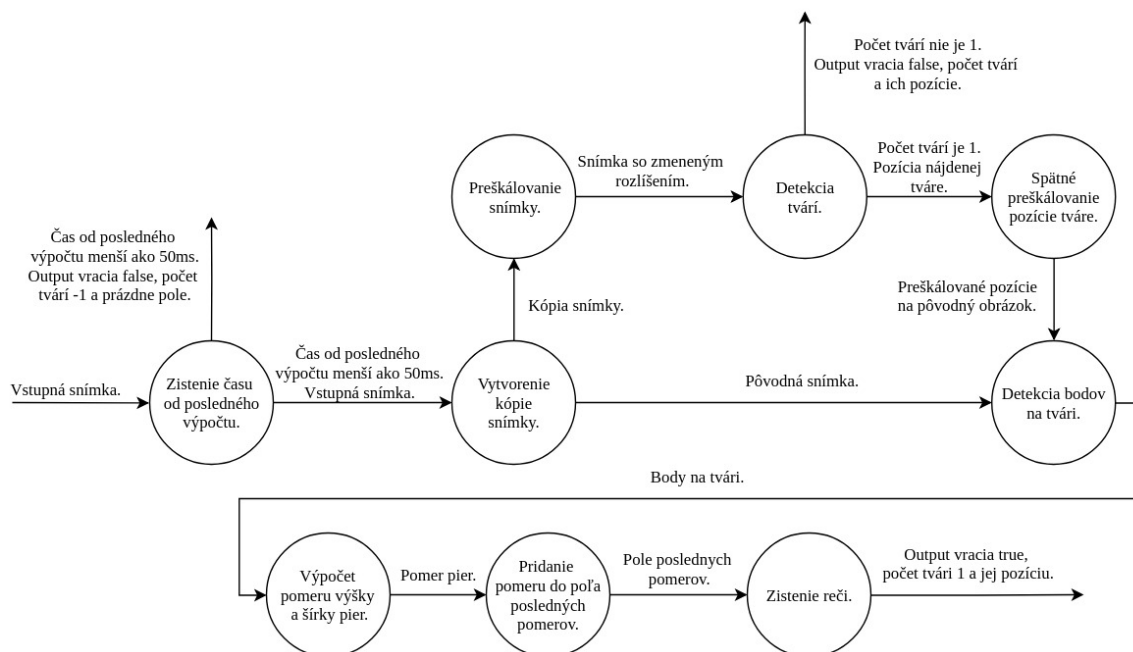 Počet tvárí nie je 1.
Output vracia false, počet tvárí
a ich pozície.
Preškálovanie
snímky.
Snímka so zmeneným
rozlíšením.
Detekcia
tvárí.
Počet tvárí je 1.
Pozícia nájdenej
tváre.
Spätné
preškálovanie
pozície tváre.
Čas od posledného
výpočtu menší ako 50ms.
Output vracia false, počet
tvárí -1 a prázdne pole.
Kópia snímky.
Preškálované pozície
na pôvodný obrázok.
Vstupná snímka.
Zistenie času
od posledného
výpočtu.
Čas od posledného
výpočtu menší ako 50ms.
Vstupná snímka.
Vytvorenie
kópie
snímky.
Pôvodná snímka.
Detekcia bodov
na tvári.
Body na tvári.
Výpočet
pomeru výšky
a šírky pier.
Pomer pier.
Pridanie
pomeru do poľa
posledných
pomerov.
Pole poslednych
pomerov.
Zistenie reči.
Output vracia true,
počet tvári 1 a jej pozíciu.